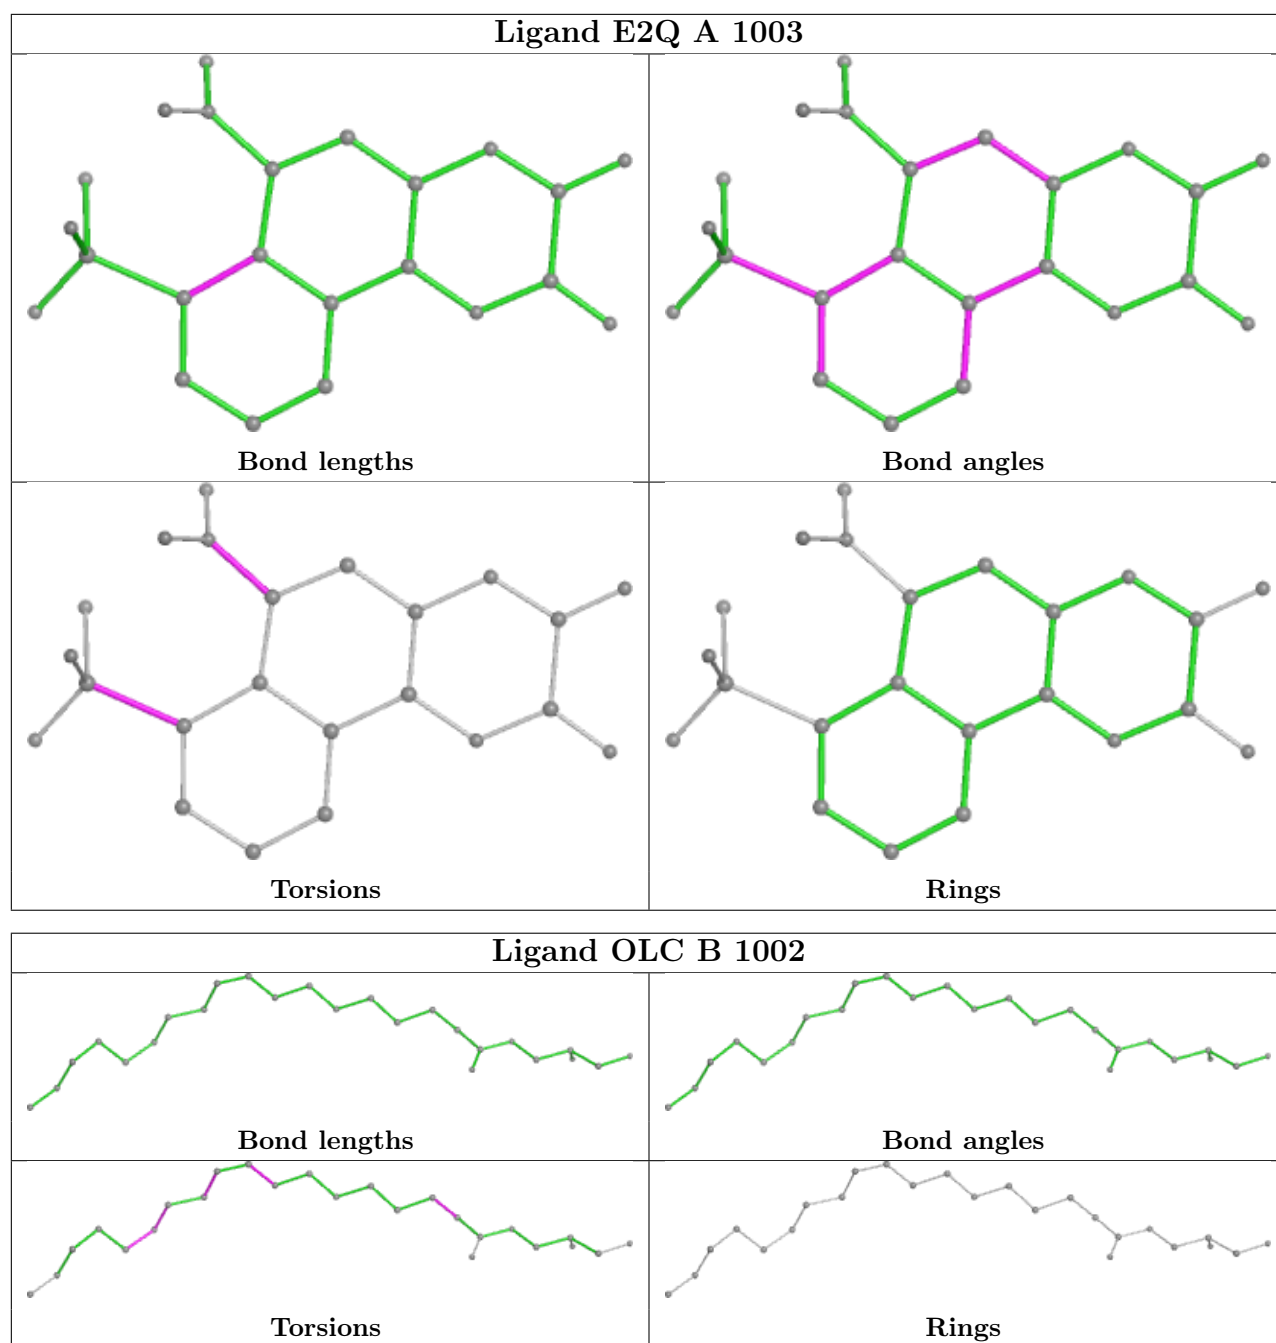 Ligand E2Q A 1003
Bond lengths
Bond angles
Torsions
Rings
Ligand OLC B 1002
Bond lengths
Bond angles
Torsions
Rings